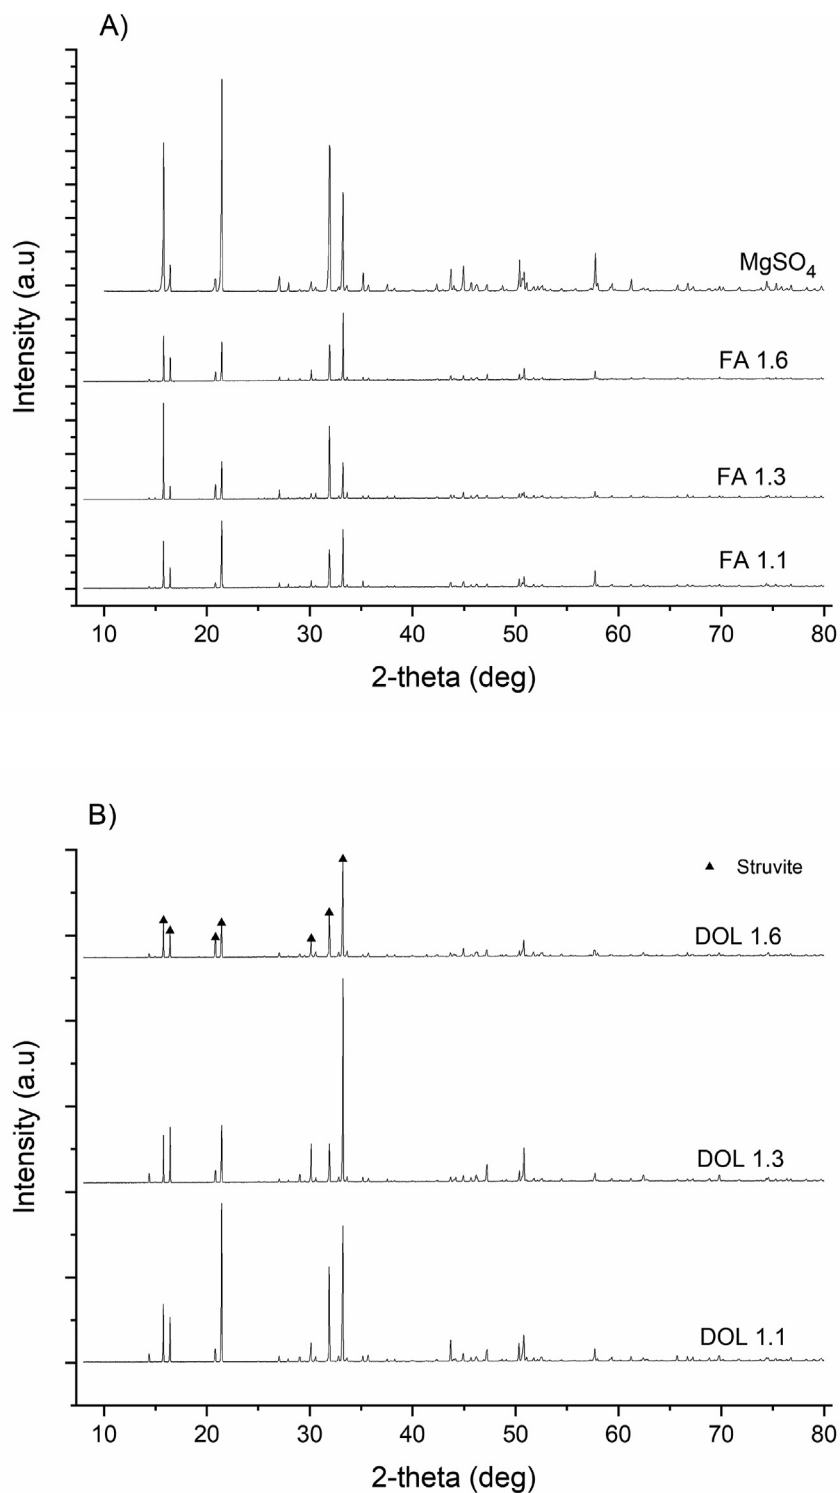 A)
Intensity (a.u)
MgSO4
FA 1.6
FA 1.3
FA 1.1
10 20 30 40 50 60 70 80
2-theta (deg)
B)
Intensity (a.u)
▲ Struvite
DOL 1.6
DOL 1.3
DOL 1.1
10 20 30 40 50 60 70 80
2-theta (deg)